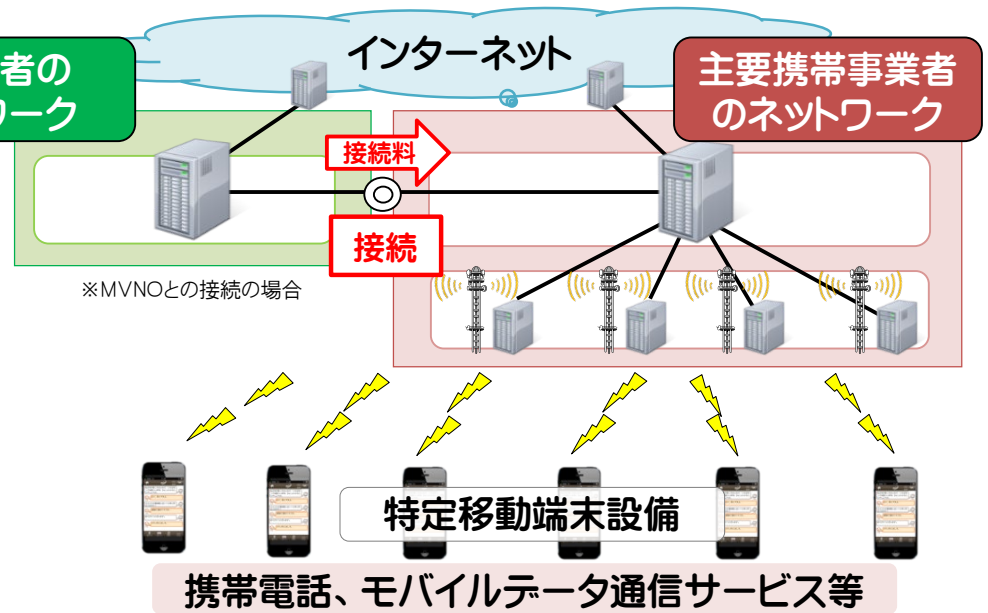 インターネット
者の
ワーク
主要携帯事業者
のネットワーク
接続料
接続
※MVNOとの接続の場合
特定移動端末設備
携帯電話、モバイルデータ通信サービス等